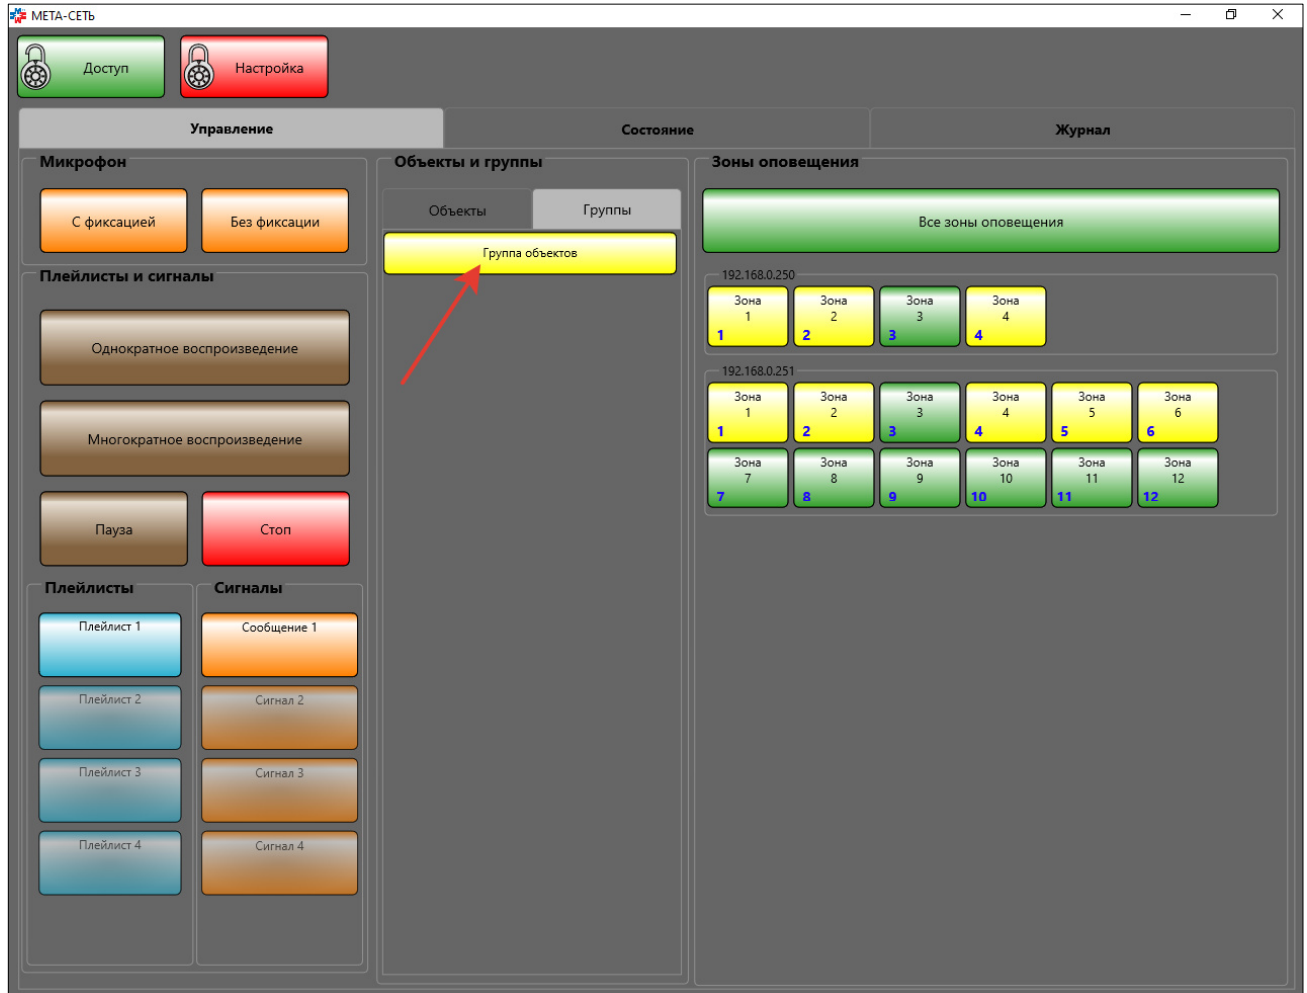 МЕТА-СЕТЬ
Доступ
Настройка
Управление
Состояние
Журнал
Микрофон
С фиксацией
Без фиксации
Плейлисты и сигналы
Однократное воспроизведение
Многократное воспроизведение
Пауза
Стоп
Плейлисты
Сигналы
Плейлист 1
Сообщение 1
Плейлист 2
Сигнал 2
Плейлист 3
Сигнал 3
Плейлист 4
Сигнал 4
Объекты и группы
Объекты
Группы
Группа объектов
Зоны оповещения
Все зоны оповещения
192.168.0.250
Зона
1
1
Зона
2
2
Зона
3
3
Зона
4
4
192.168.0.251
Зона
1
1
Зона
2
2
Зона
3
3
Зона
4
4
Зона
5
5
Зона
6
6
Зона
7
7
Зона
8
8
Зона
9
9
Зона
10
10
Зона
11
11
Зона
12
12